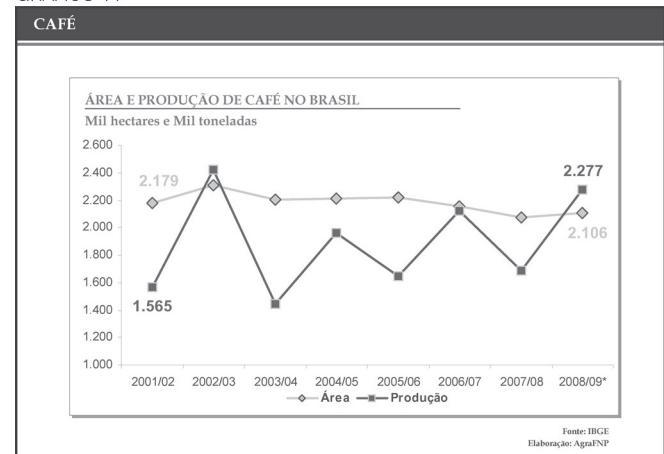 CAFÉ
ÁREA E PRODUÇÃO DE CAFÉ NO BRASIL
Mil hectares e Mil toneladas
2.600
2.400
2.200
2.000
1.800
1.600
1.400
1.200
1.000
2.179
1.565
2.277
2.106
2001/02 2002/03 2003/04 2004/05 2005/06 2006/07 2007/08 2008/09*
Área Produção
Fonte: IBGE
Elaboração: AgraFNP